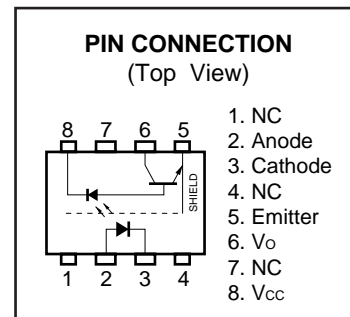 PIN CONNECTION
(Top View)
8 7 6 5
SHIELD
1 2 3 4
1. NC
2. Anode
3. Cathode
4. NC
5. Emitter
6. VO
7. NC
8. VCC